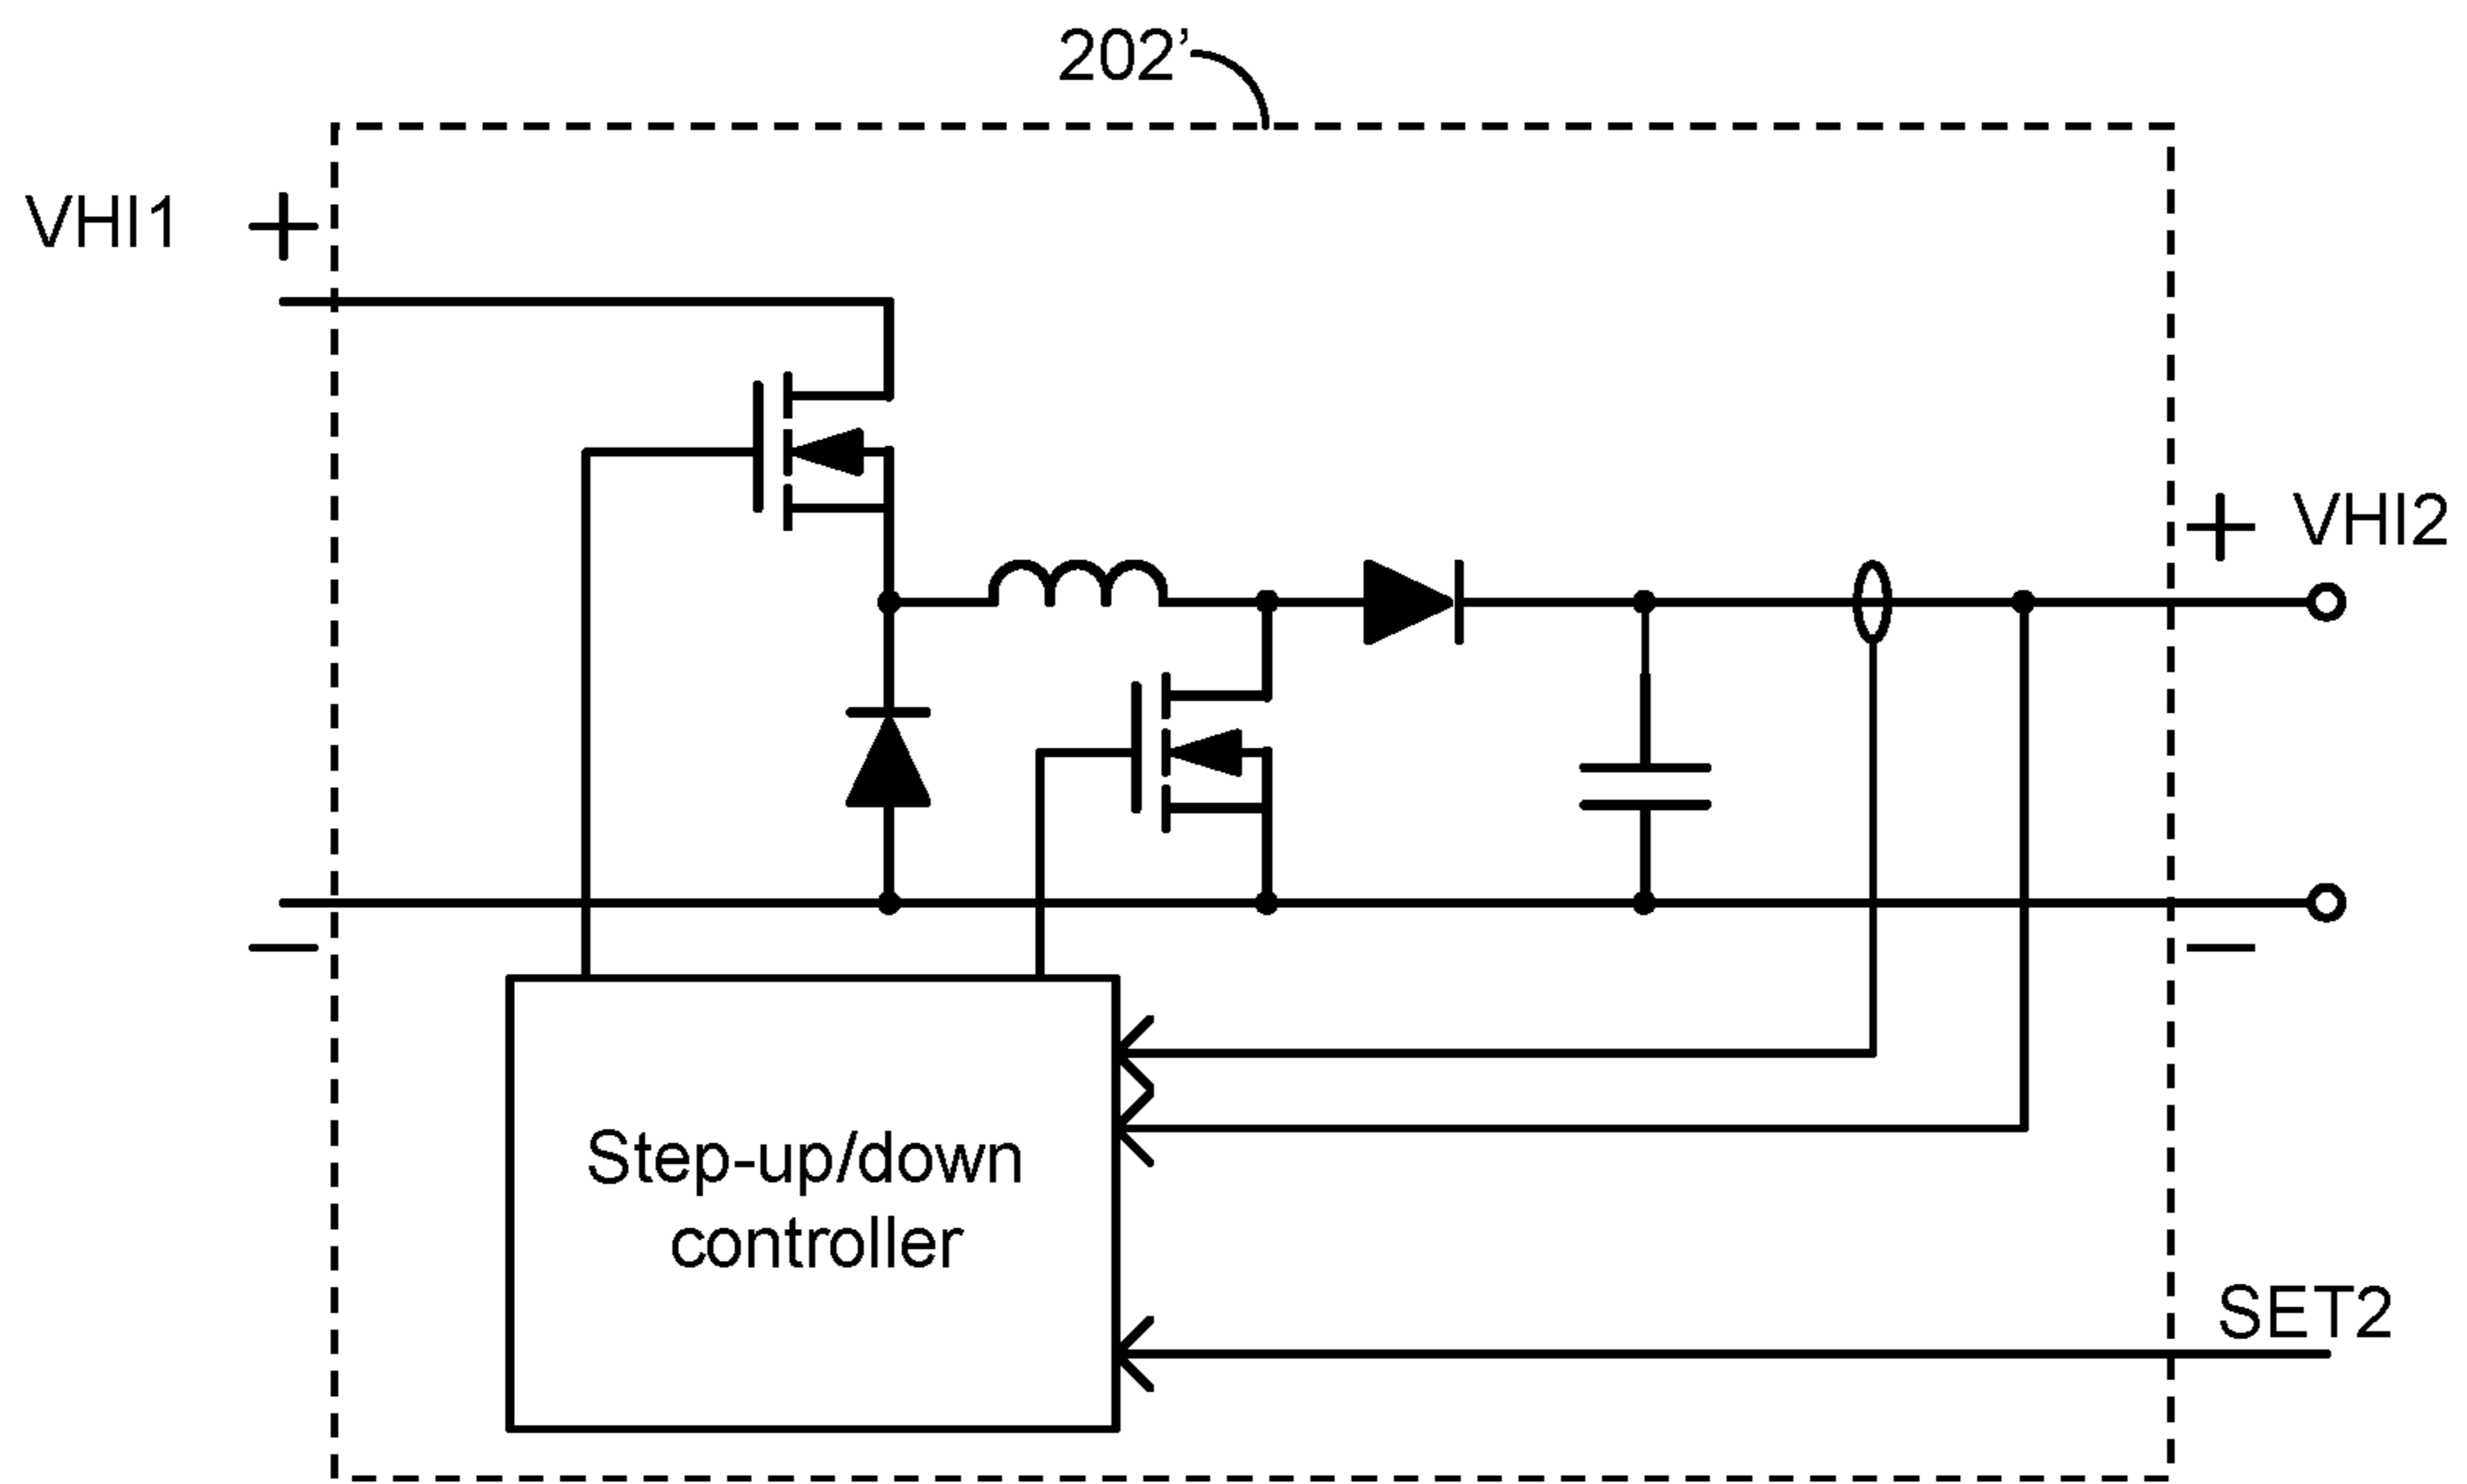 202’
VHI1 +
+ VHI2
−
−
Step-up/down
controller
SET2